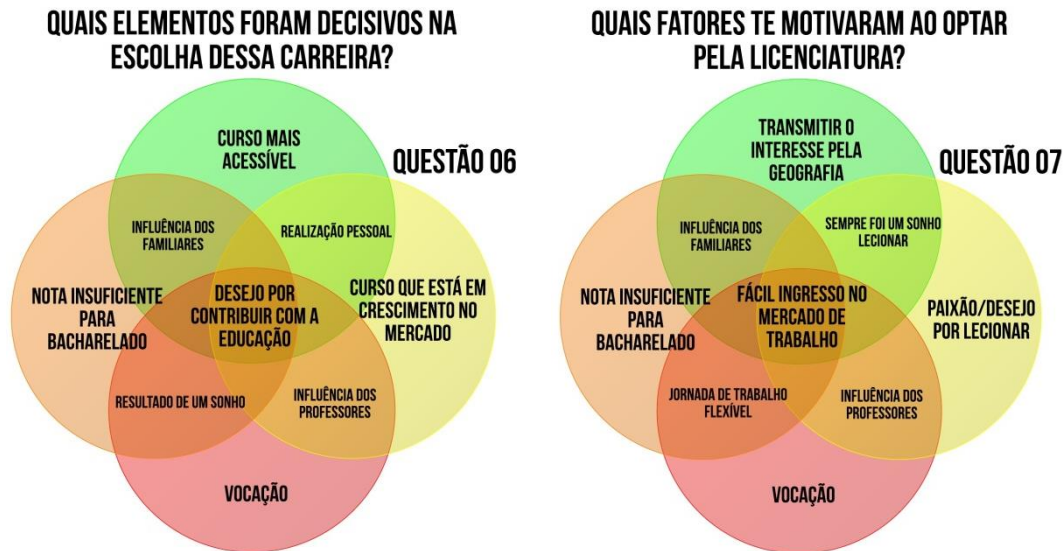 QUAIS ELEMENTOS FORAM DECISIVOS NA
ESCOLHA DESSA CARREIRA?
QUESTÃO 06
CURSO MAIS
ACESSÍVEL
INFLUÊNCIA DOS
FAMILIARES
REALIZAÇÃO PESSOAL
NOTA INSUFICIENTE
PARA
BACHARELADO
DESEJO POR
CONTRIBUIR COM A
EDUCAÇÃO
CURSO QUE ESTÁ EM
CRESCIMENTO NO
MERCADO
RESULTADO DE UM SONHO
INFLUÊNCIA DOS
PROFESSORES
VOCAÇÃO
QUAIS FATORES TE MOTIVARAM AO OPTAR
PELA LICENCIATURA?
QUESTÃO 07
TRANSMITIR O
INTERESSE PELA
GEOGRAFIA
INFLUÊNCIA DOS
FAMILIARES
SEMPRE FOI UM SONHO
LECIONAR
NOTA INSUFICIENTE
PARA
BACHARELADO
FÁCIL INGRESSO NO
MERCADO DE
TRABALHO
PAIXÃO/DESEJO
POR LECIONAR
JORNADA DE TRABALHO
FLEXÍVEL
INFLUÊNCIA DOS
PROFESSORES
VOCAÇÃO